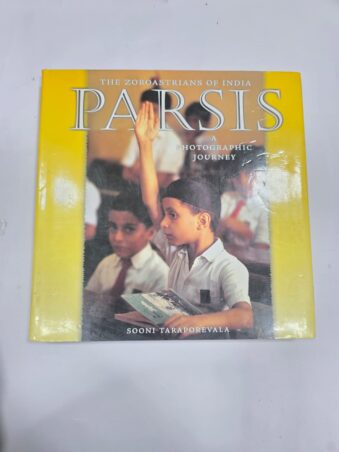 THE ZOROASTRIANS OF INDIA
PARSIS
A
PHOTOGRAPHIC
JOURNEY
SOONI TARAPOREVALA